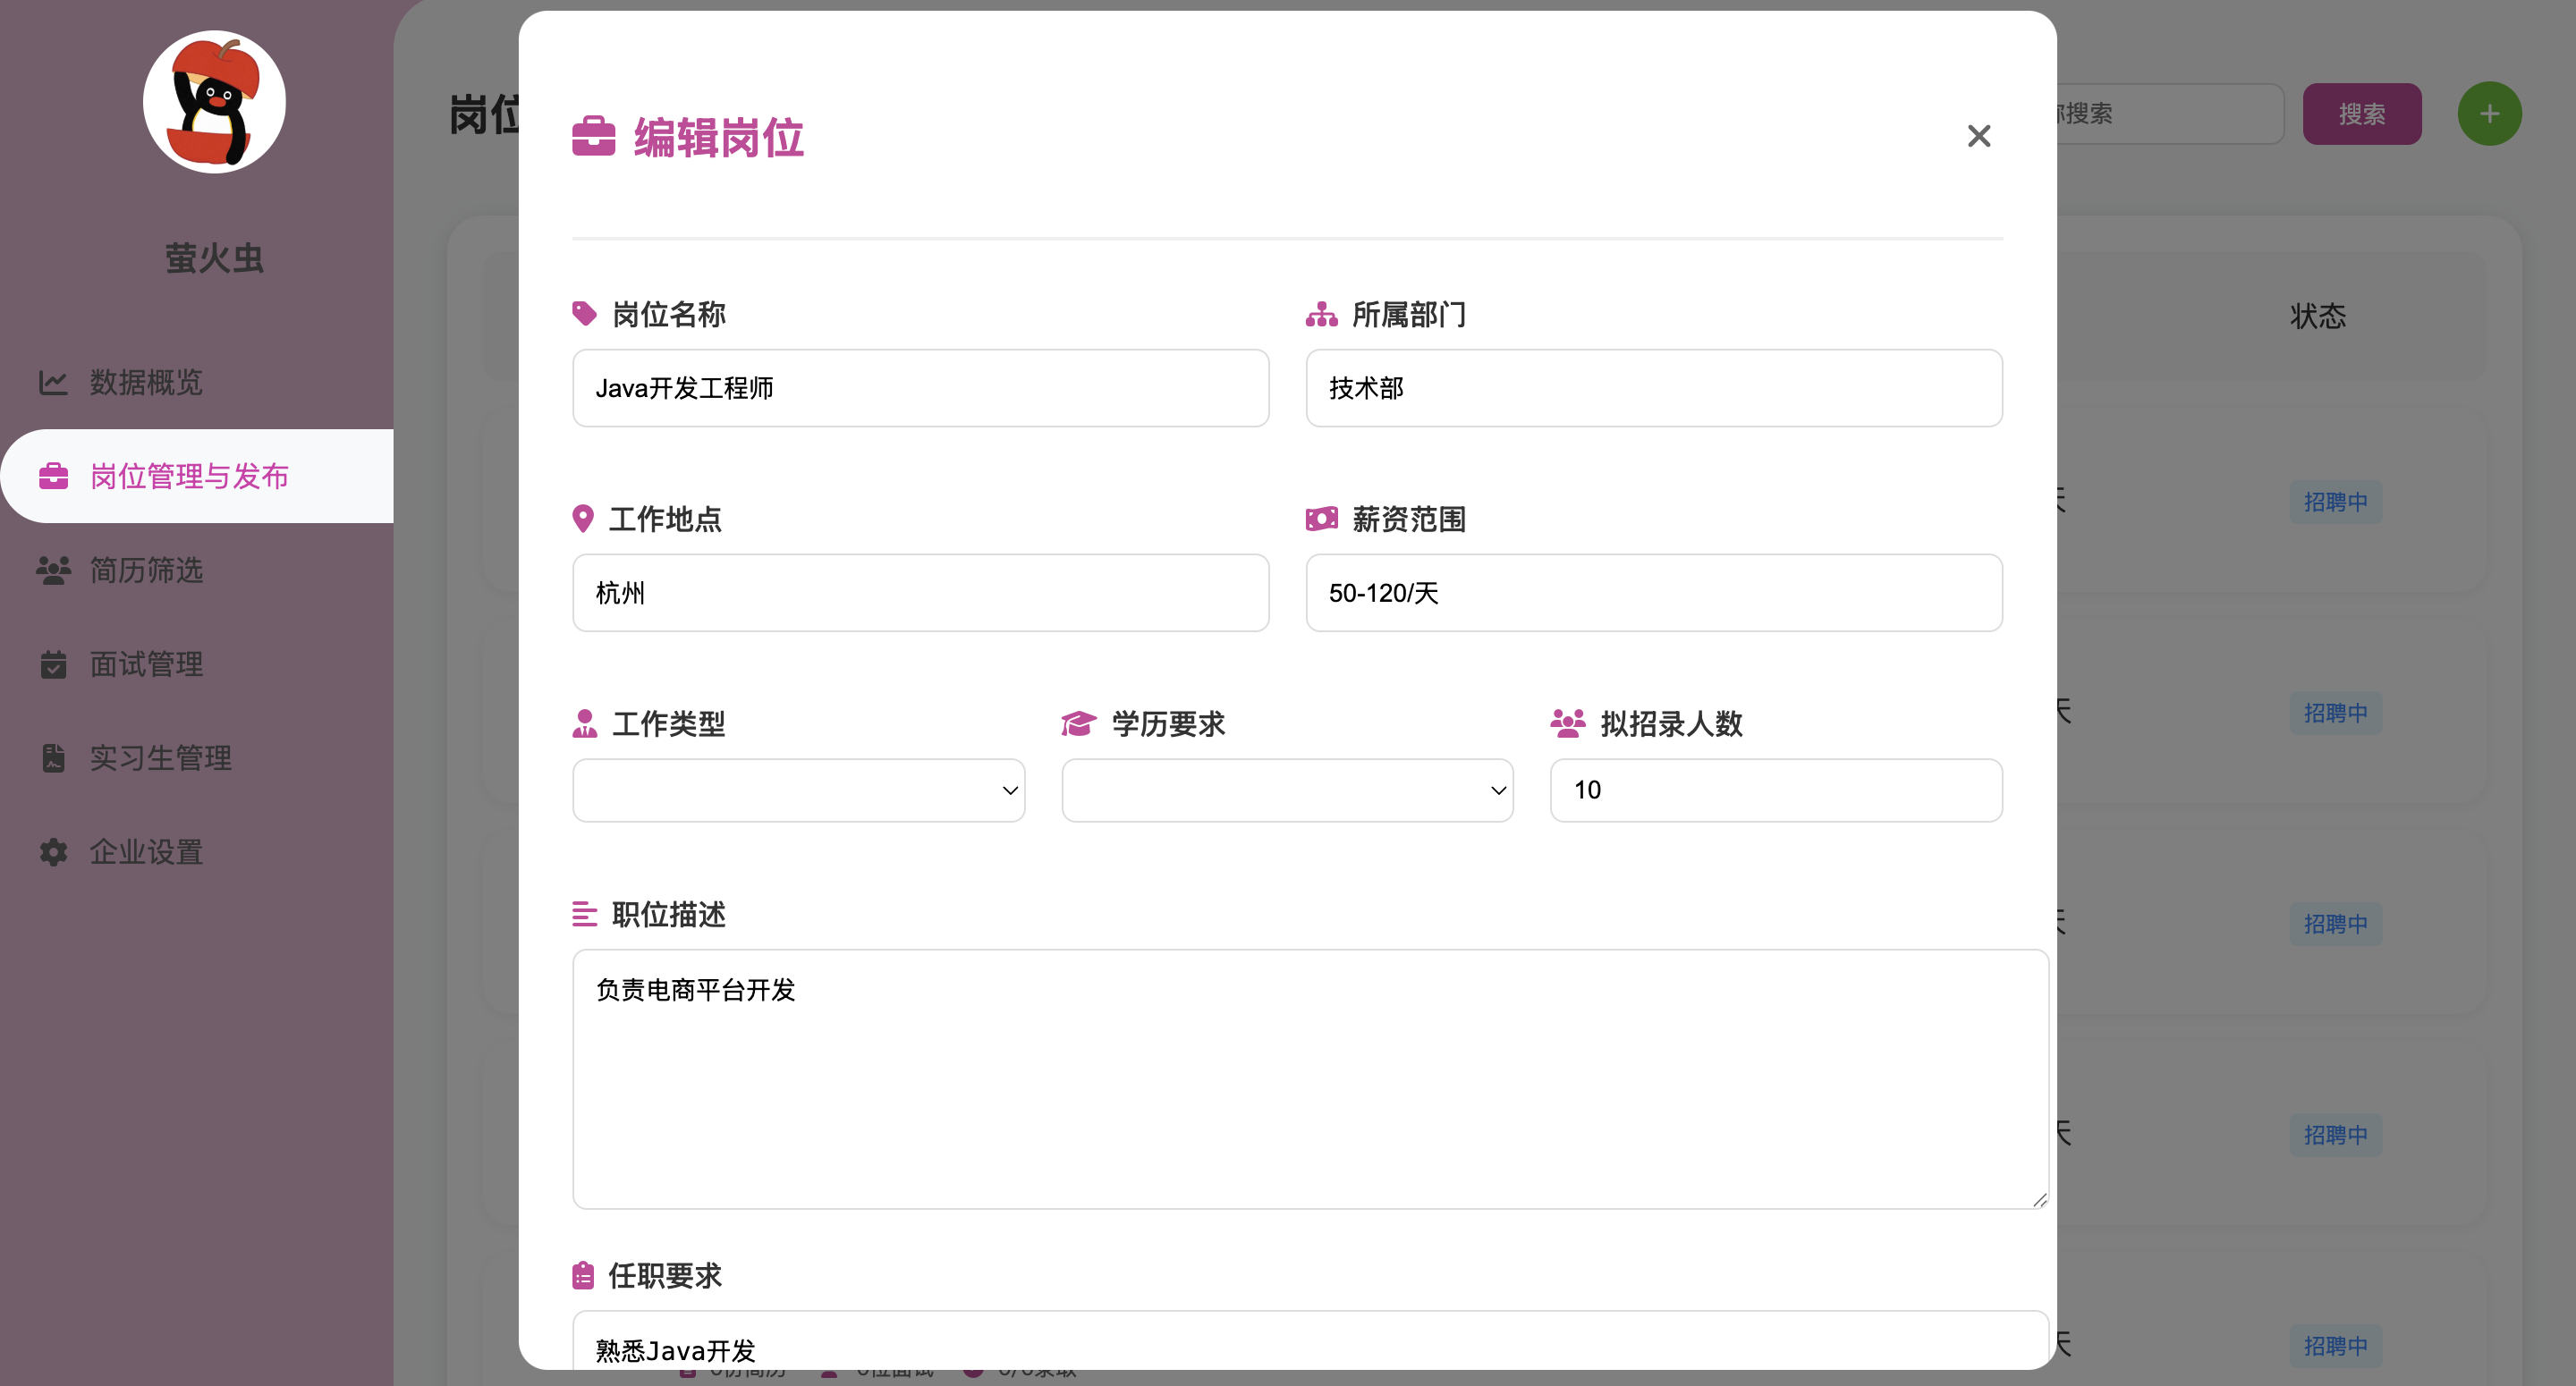 萤火虫
数据概览
岗位管理与发布
简历筛选
面试管理
实习生管理
企业设置
岗位
搜索
搜索
状态
招聘中
天
招聘中
招聘中
天
招聘中
天
招聘中
编辑岗位
岗位名称
所属部门
Java开发工程师
技术部
工作地点
薪资范围
杭州
50-120/天
工作类型
学历要求
拟招录人数
10
职位描述
负责电商平台开发
任职要求
熟悉Java开发